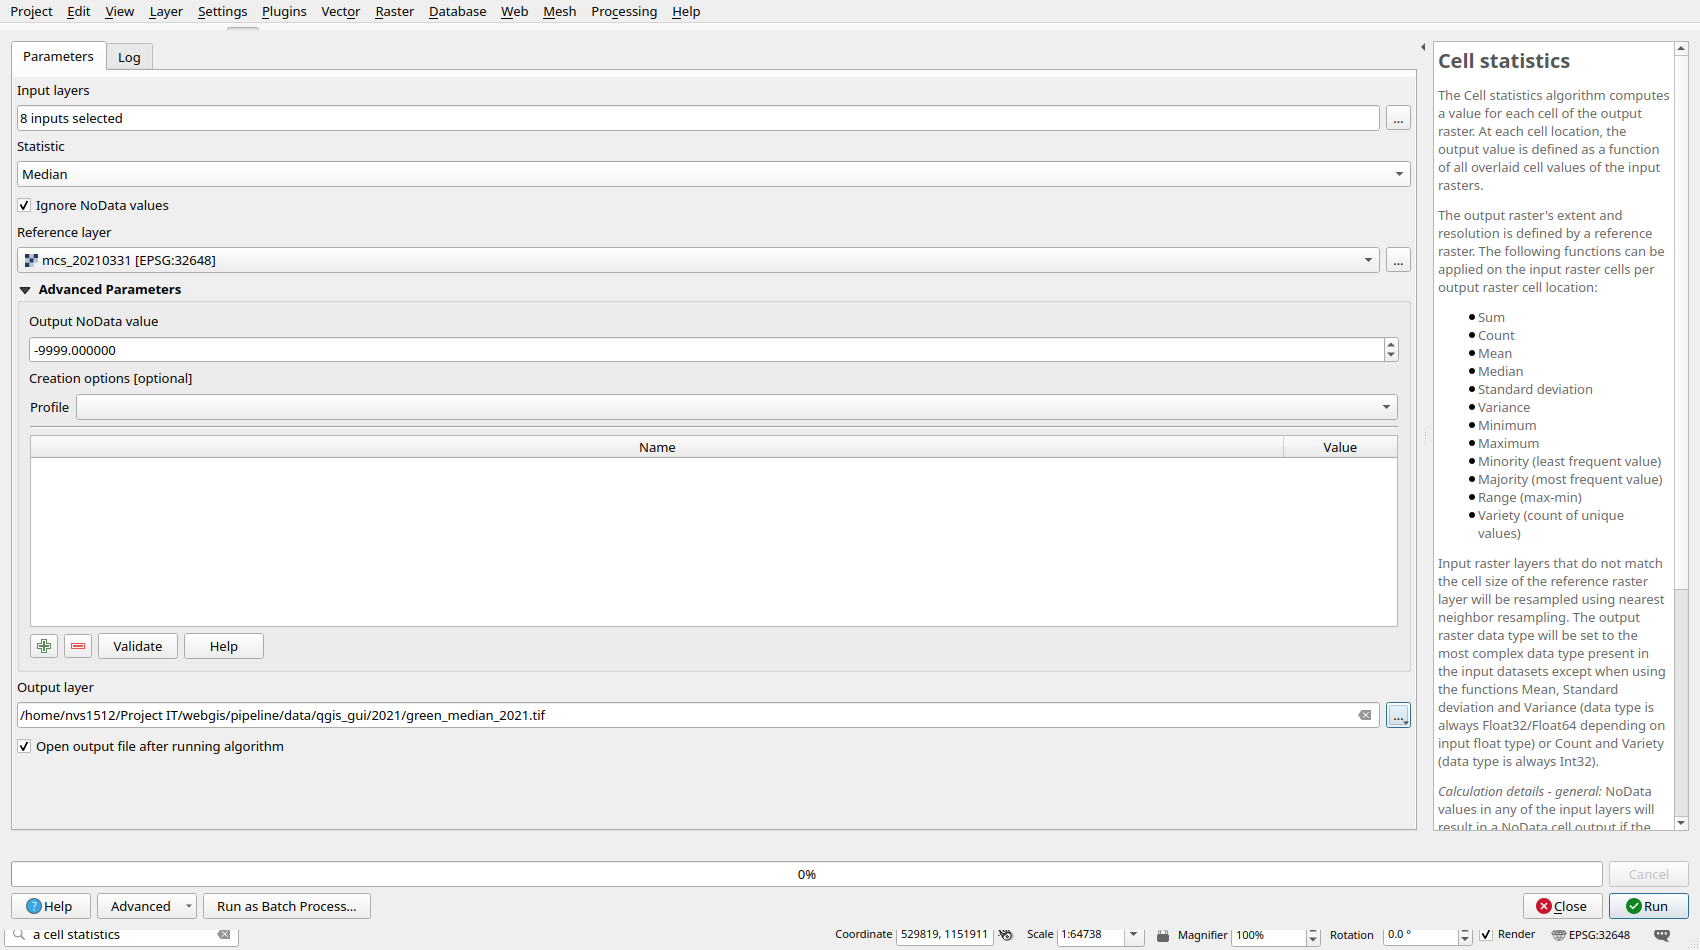 Project Edit View Layer Settings Plugins Vector Raster Database Web Mesh Processing Help
Parameters Log
Input layers
8 inputs selected ...
Statistic
Median
Ignore NoData values
Reference layer
mcs_20210331 [EPSG:32648] ...
Advanced Parameters
Output NoData value
-9999.000000
Creation options [optional]
Profile
Name Value
Validate Help
Output layer
/home/nvs1512/Project IT/webgis/pipeline/data/qgis_gui/2021/green_median_2021.tif ...
Open output file after running algorithm
Cell statistics
The Cell statistics algorithm computes
a value for each cell of the output
raster. At each cell location, the
output value is defined as a function
of all overlaid cell values of the input
rasters.
The output raster's extent and
resolution is defined by a reference
raster. The following functions can be
applied on the input raster cells per
output raster cell location:
Sum
Count
Mean
Median
Standard deviation
Variance
Minimum
Maximum
Minority (least frequent value)
Majority (most frequent value)
Range (max-min)
Variety (count of unique
values)
Input raster layers that do not match
the cell size of the reference raster
layer will be resampled using nearest
neighbor resampling. The output
raster data type will be set to the
most complex data type present in
the input datasets except when using
the functions Mean, Standard
deviation and Variance (data type is
always Float32/Float64 depending on
input float type) or Count and Variety
(data type is always Int32).
Calculation details - general: NoData
values in any of the input layers will
result in a NoData cell output if the
0% Cancel
Help Advanced Run as Batch Process... Close Run
a cell statistics Coordinate 529819, 1151911 Scale 1:64738 Magnifier 100% Rotation 0.0 ° Render EPSG:32648